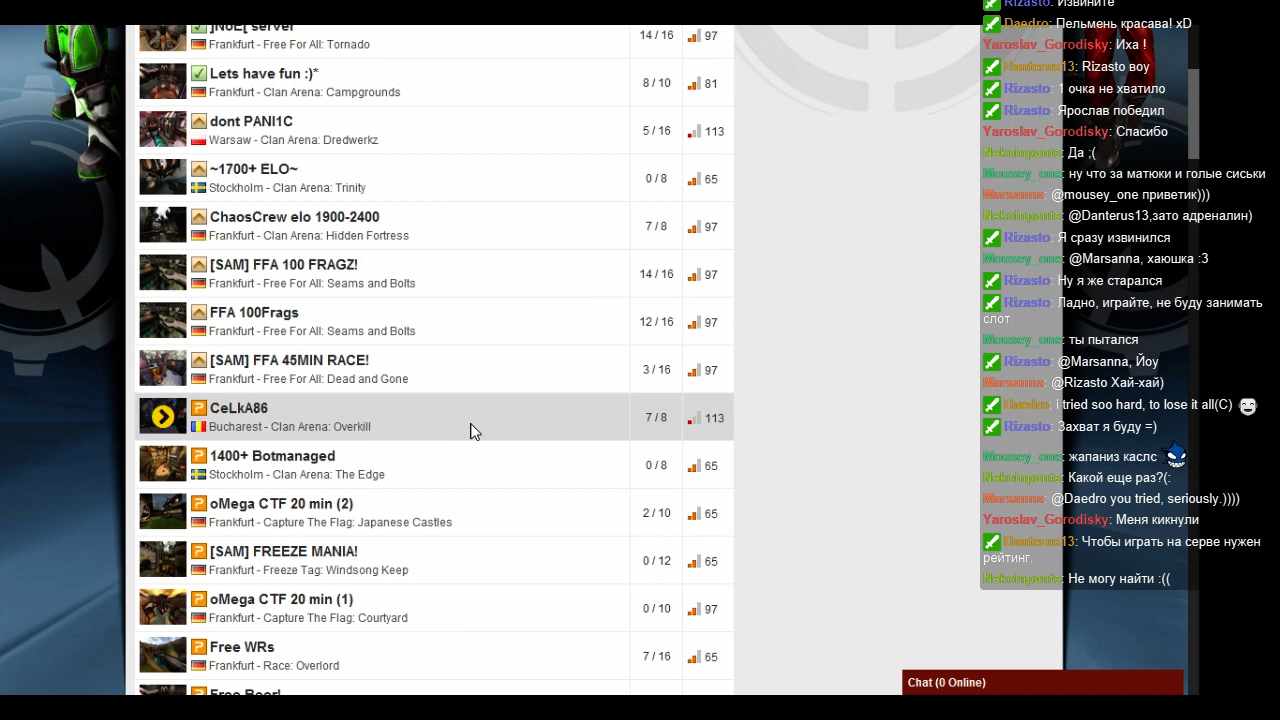 ]NoE[ server
Frankfurt - Free For All: Tornado
14 / 16
97
Lets have fun :)*
Frankfurt - Clan Arena: Campgrounds
8 / 10
81
dont PANI1C
Warsaw - Clan Arena: Dredwerkz
5 / 16
113
~1700+ ELO~
Stockholm - Clan Arena: Trinity
0 / 8
65
ChaosCrew elo 1900-2400
Frankfurt - Clan Arena: Hidden Fortress
7 / 8
97
[SAM] FFA 100 FRAGZ!
Frankfurt - Free For All: Seams and Bolts
14 / 16
97
FFA 100Frags
Frankfurt - Free For All: Seams and Bolts
12 / 16
97
[SAM] FFA 45MIN RACE!
Frankfurt - Free For All: Dead and Gone
3 / 16
97
CeLkA86
Bucharest - Clan Arena: Overkill
7 / 8
113
1400+ Botmanaged
Stockholm - Clan Arena: The Edge
0 / 8
65
oMega CTF 20 min (2)
Frankfurt - Capture The Flag: Japanese Castles
2 / 10
65
[SAM] FREEZE ME!
Frankfurt - Freeze Tag: Windsong Keep
0 / 12
65
oMega CTF 20 min (1)
Frankfurt - Capture The Flag: Courtyard
0 / 10
97
Free WRs
Frankfurt - Race: Overlord
7 / 16
65
Free Beer!
Rizasto: Извините
Daedro: Пельмень красава! xD
Yaroslav_Gorodisky: Иха !
Danterus13: Rizasto воу
Rizasto: 1 очка не хватило
Rizasto: Ярослав победил
Yaroslav_Gorodisky: Спасибо
Nekoimpants: Да ;(
Mousey_one: ну что за мужики голые сиськи
Marsanna: @mousey_one приветик)))
Nekoimpants: @Danterus13,зато адреналин)
Rizasto: Я сразу извинился
Mousey_one: @Marsanna, хаюшка :3
Rizasto: Ну я же старался
Rizasto: Ладно, играйте, не буду занимать
слот
Mousey_one: ты пытался
Rizasto: @Marsanna, Йоу
Marsanna: @Rizasto Хай-хай)
Daedro: i tried soo hard, to lose it all(C)
Rizasto: Захват я буду =)
Mousey_one: жапаниз каслс
Nekoimpants: Какой еще раз?(
Marsanna: @Daedro you tried, seriously.))))
Yaroslav_Gorodisky: Меня кикнули
Danterus13: Чтобы играть на серве нужен
рейтинг.
Nekoimpants: Не могу найти :((
Chat (0 Online)